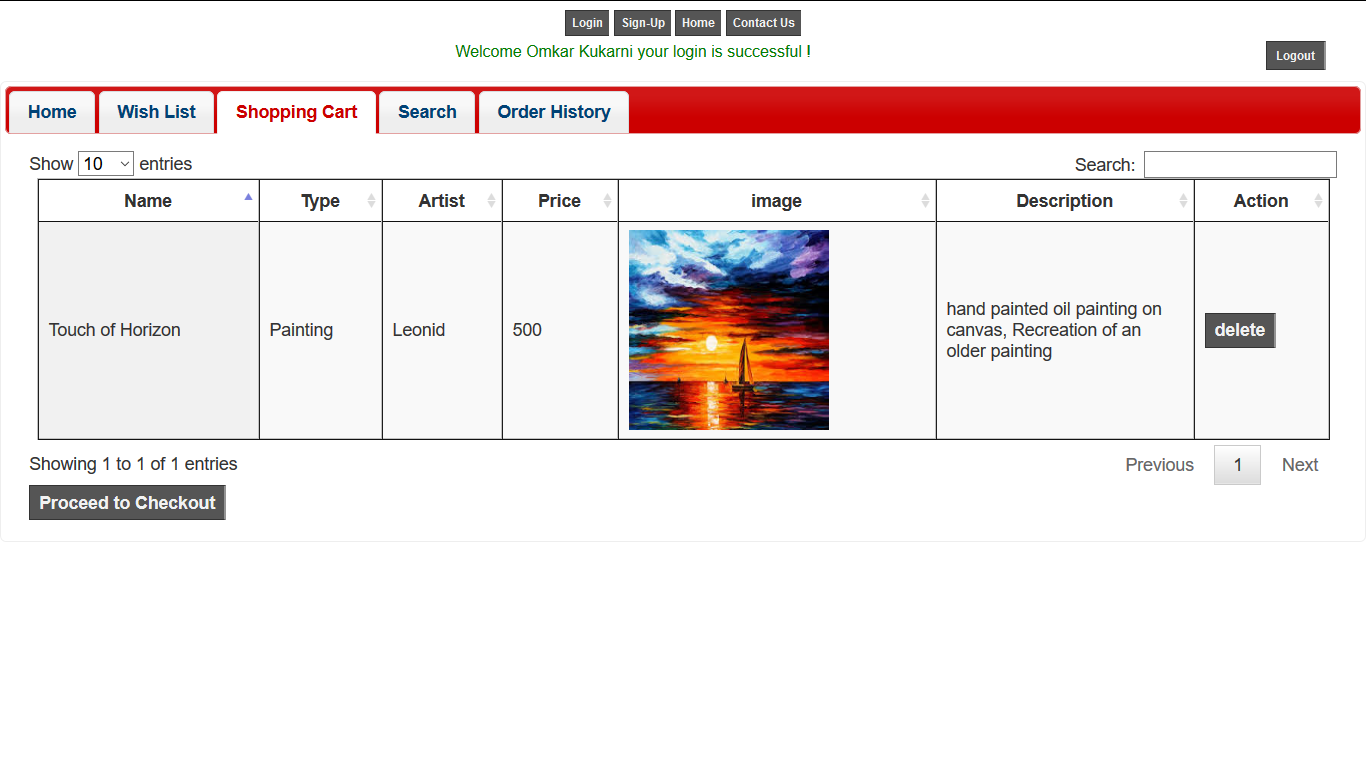 Login Sign-Up Home Contact Us
Welcome Omkar Kukarni your login is successful !
Logout
Home Wish List Shopping Cart Search Order History
Show 10 entries Search:
Name Type Artist Price image Description Action
Touch of Horizon Painting Leonid 500
hand painted oil painting on
canvas, Recreation of an
older painting
delete
Showing 1 to 1 of 1 entries Previous 1 Next
Proceed to Checkout